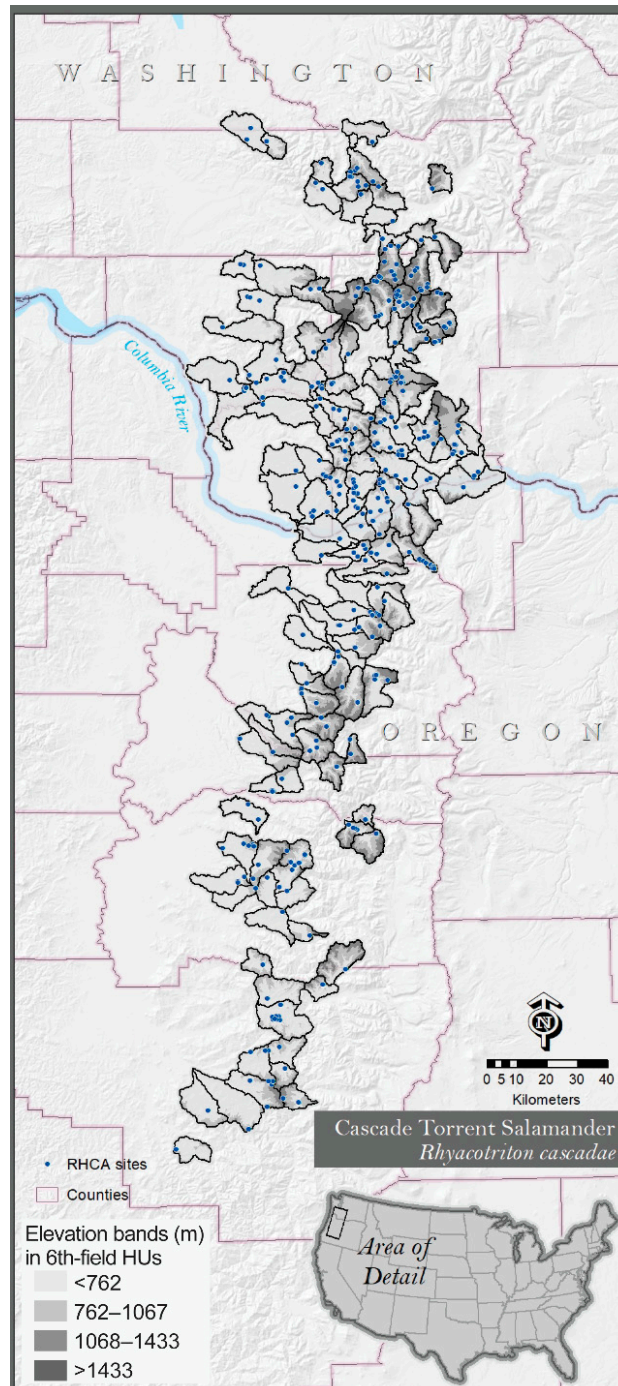 WASHINGTON
Columbia River
OREGON
N
0 5 10 20 30 40
Kilometers
Cascade Torrent Salamander
Rhyacotriton cascadae
RHCA sites
Counties
Elevation bands (m)
in 6th-field HUs
<762
762–1067
1068–1433
>1433
Area of
Detail